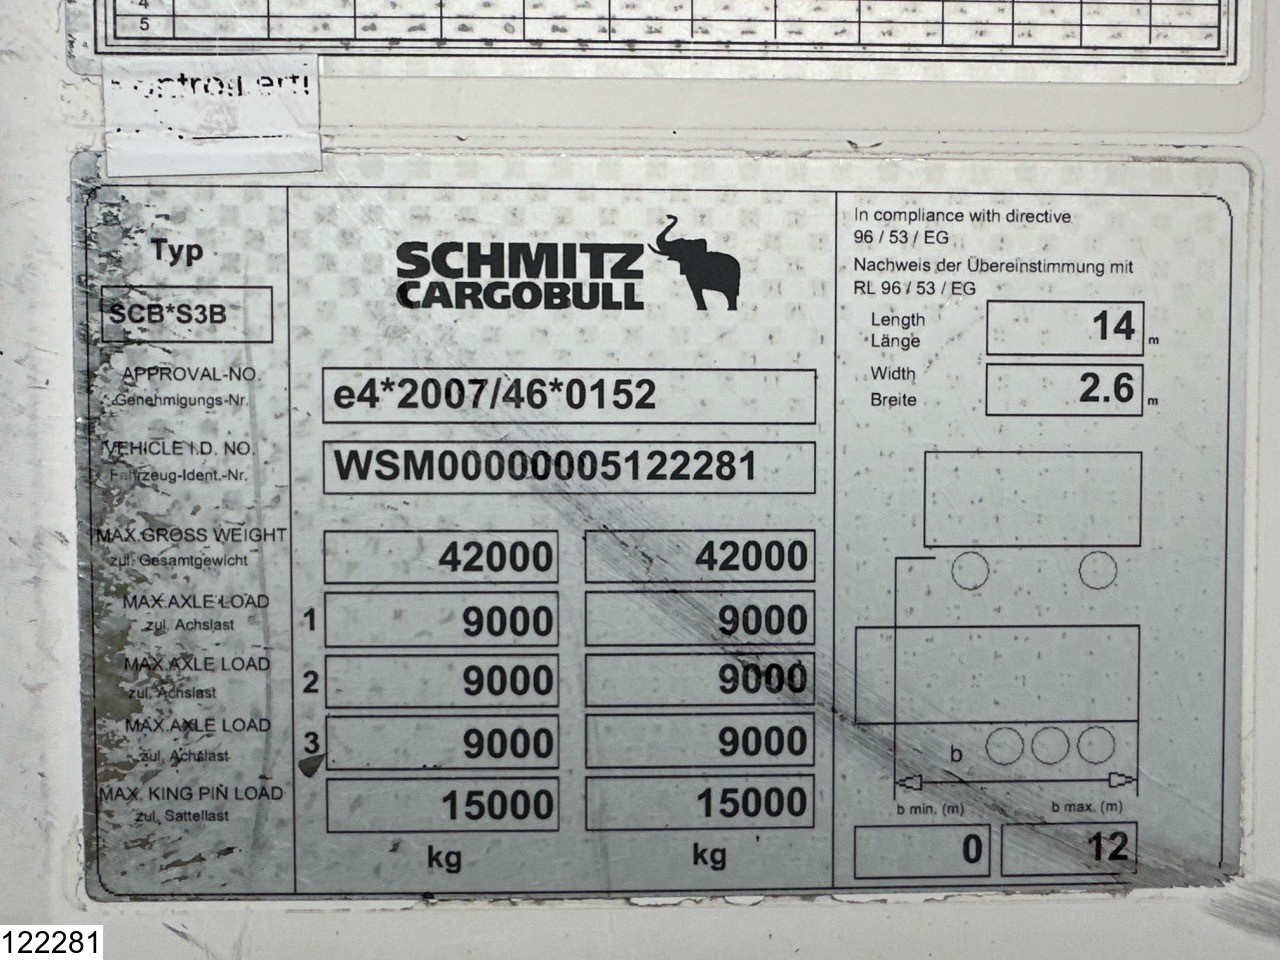 4
5
Typ
SCHMITZ
CARGOBULL
SCB*S3B
APPROVAL-NO.
Genehmigungs-Nr.
e4*2007/46*0152
VEHICLE I.D. NO.
Fahrzeug-Ident.-Nr.
WSM00000005122281
MAX.GROSS WEIGHT
zul. Gesamtgewicht
42000 42000
MAX.AXLE LOAD
zul. Achslast
1 9000 9000
MAX.AXLE LOAD
zul. Achslast
2 9000 9000
MAX.AXLE LOAD
zul. Achslast
3 9000 9000
MAX. KING PIN LOAD
zul. Sattellast
15000 15000
kg kg
In compliance with directive
96 / 53 / EG
Nachweis der Übereinstimmung mit
RL 96 / 53 / EG
Length
Länge
14 m
Width
Breite
2.6 m
b
b min. (m) b max. (m)
0 12
122281